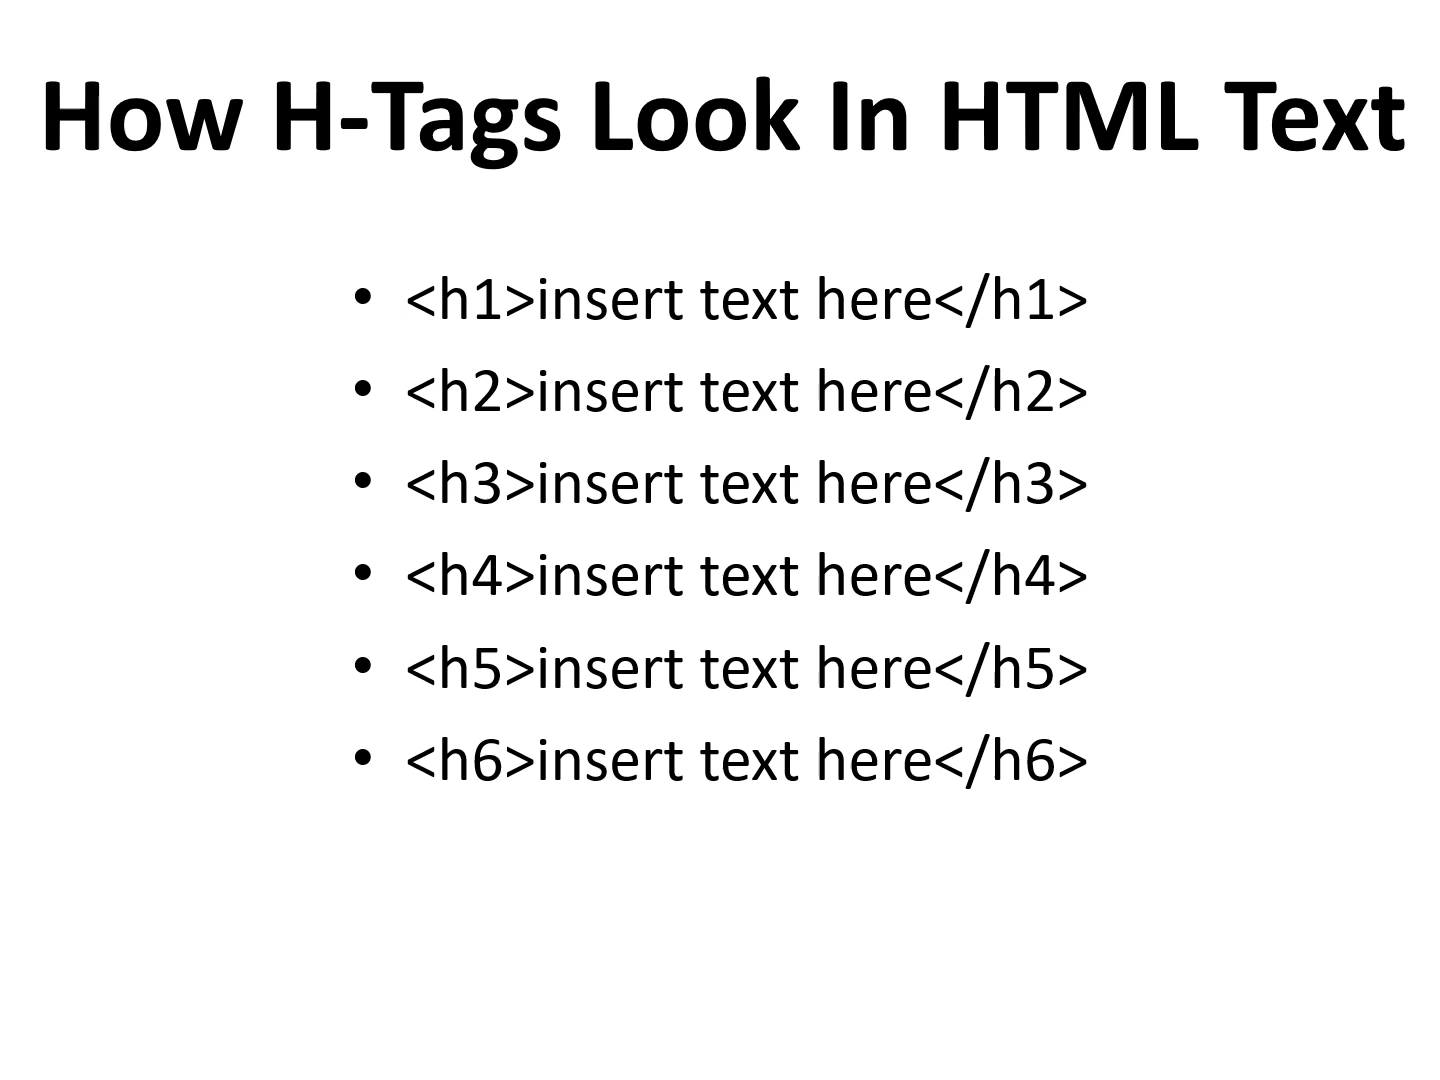 How H-Tags Look In HTML Text
• <h1>insert text here</h1>
• <h2>insert text here</h2>
• <h3>insert text here</h3>
• <h4>insert text here</h4>
• <h5>insert text here</h5>
• <h6>insert text here</h6>